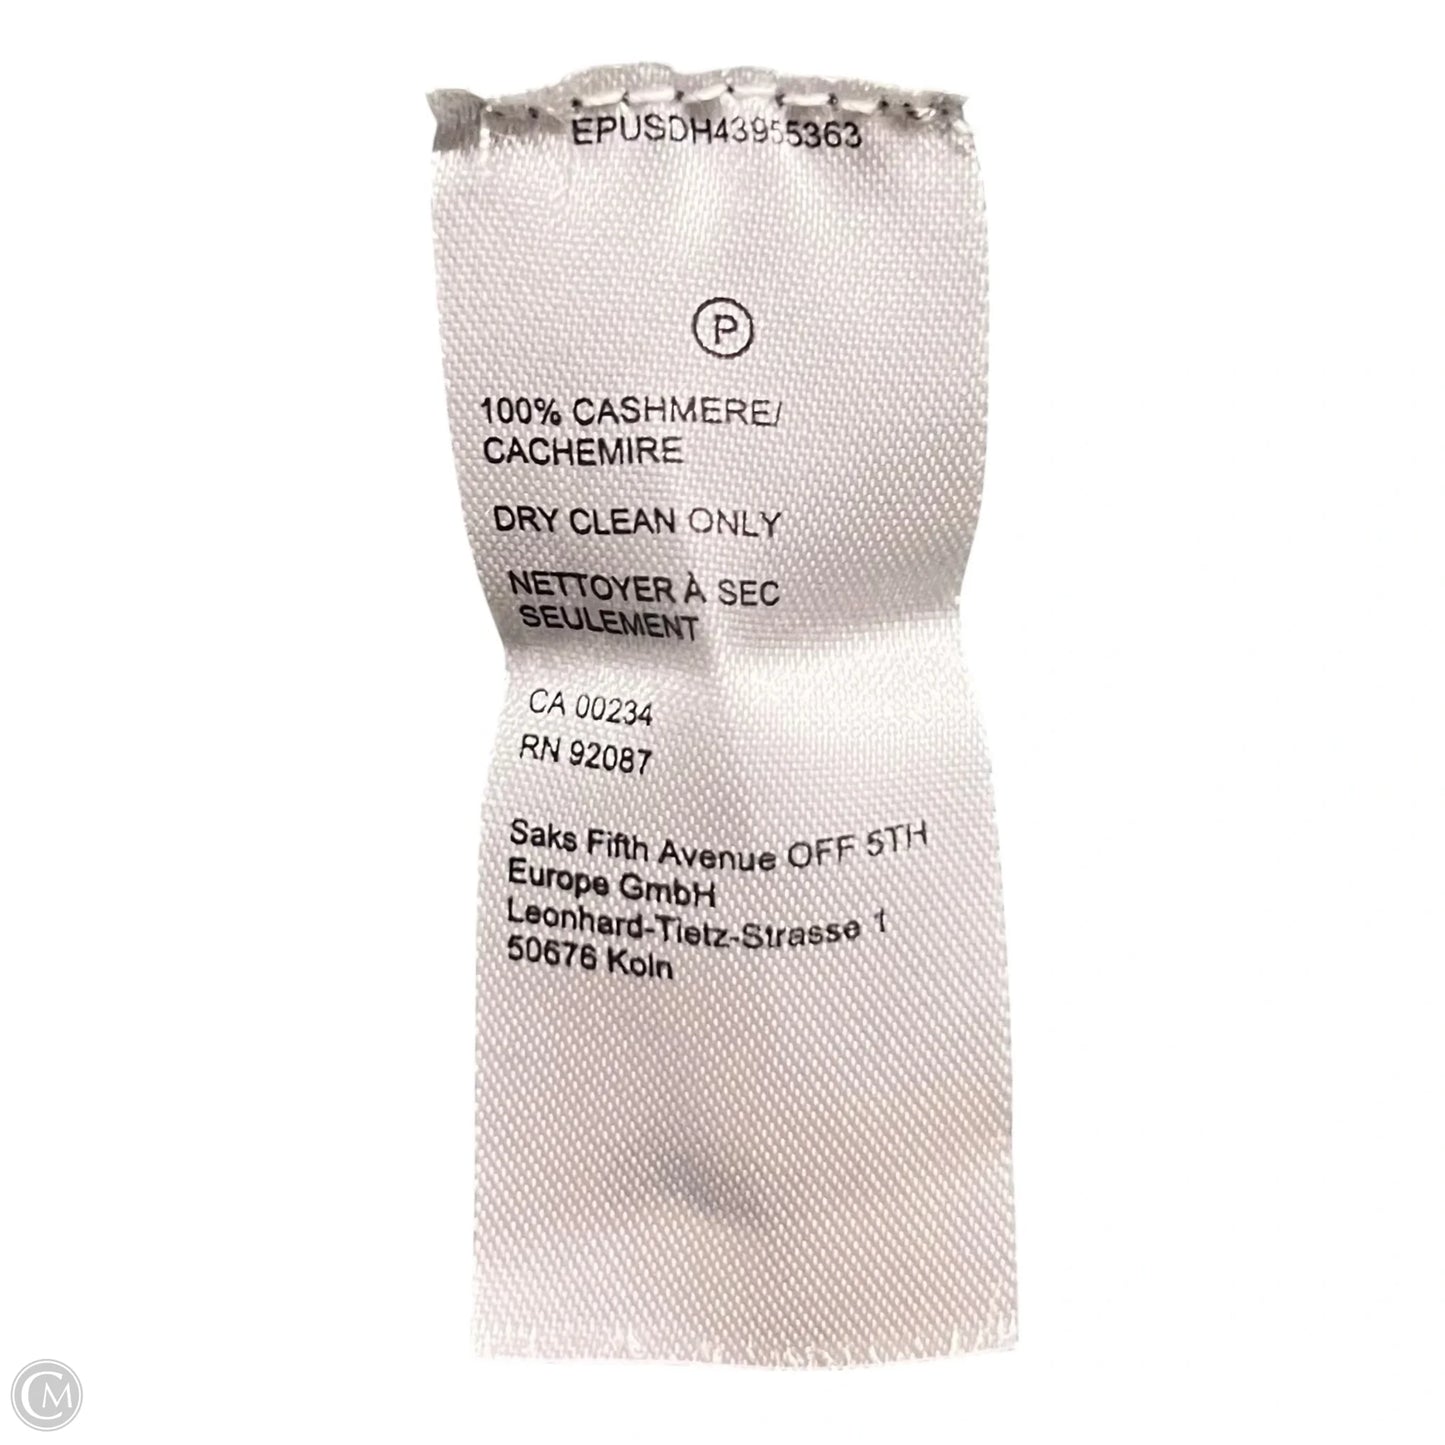 EPUSDH43955363
P
100% CASHMERE/
CACHEMIRE
DRY CLEAN ONLY
NETTOYER À SEC
SEULEMENT
CA 00234
RN 92087
Saks Fifth Avenue OFF 5TH
Europe GmbH
Leonhard-Tietz-Strasse 1
50676 Koln
CM